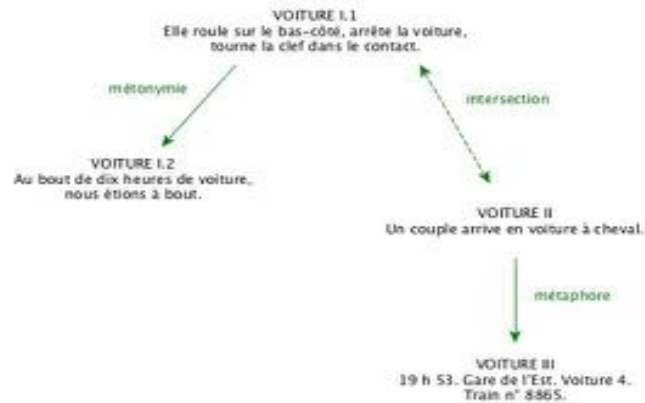 VOITURE I.1
Elle roule sur le bas-côté, arrête la voiture,
tourne la clef dans le contact.
métonymie
intersection
VOITURE I.2
Au bout de dix heures de voiture,
nous étions à bout.
VOITURE II
Un couple arrive en voiture à cheval.
métaphore
VOITURE III
19 h 53. Gare de l'Est. Voiture 4.
Train n° 8865.